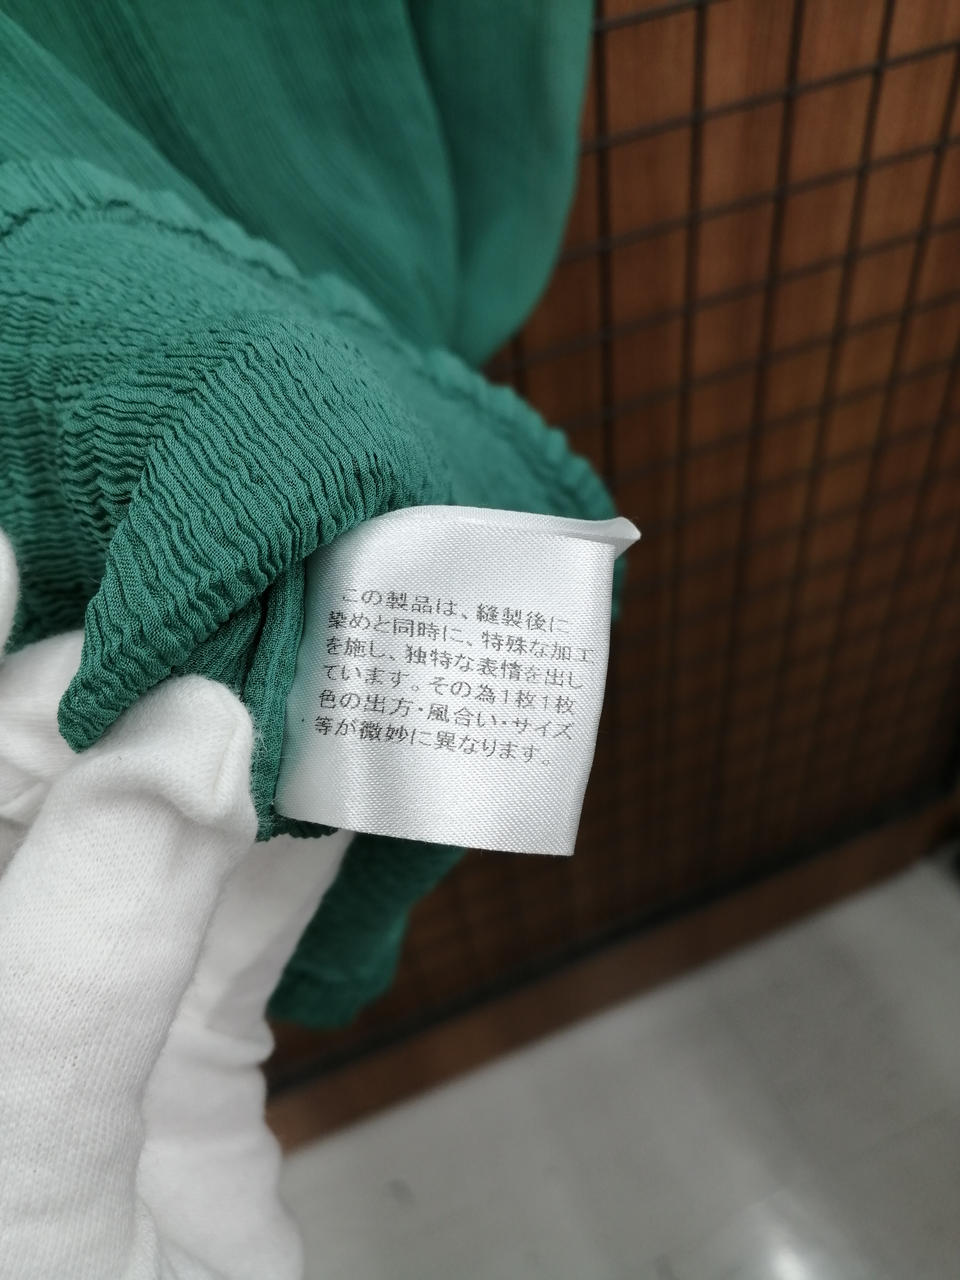 この製品は、縫製後に
染めと同時に、特殊な加工
を施し、独特な表情を出し
ています。その為1枚1枚
色の出方・風合い・サイズ
等が微妙に異なります。